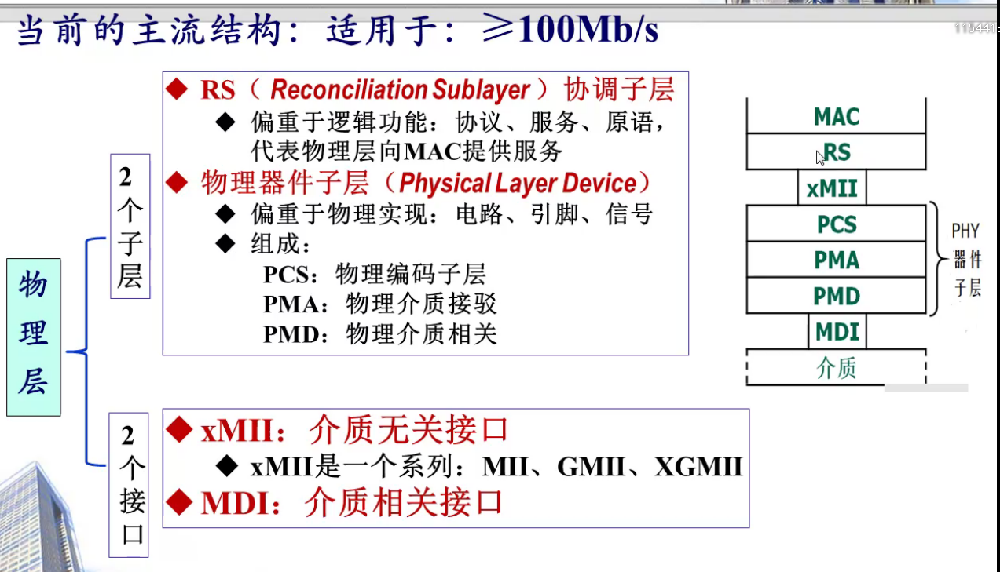 当前的主流结构：适用于：≥100Mb/s
1154413
◆ RS（Reconciliation Sublayer）协调子层
◆ 偏重于逻辑功能：协议、服务、原语，
代表物理层向MAC提供服务
◆ 物理器件子层（Physical Layer Device）
◆ 偏重于物理实现：电路、引脚、信号
◆ 组成：
PCS：物理编码子层
PMA：物理介质接驳
PMD：物理介质相关
2个子层
物理层
2个接口
◆ xMII：介质无关接口
◆ xMII是一个系列：MII、GMII、XGMII
◆ MDI：介质相关接口
MAC
RS
xMII
PCS
PMA
PMD
MDI
介质
PHY
器件
子层